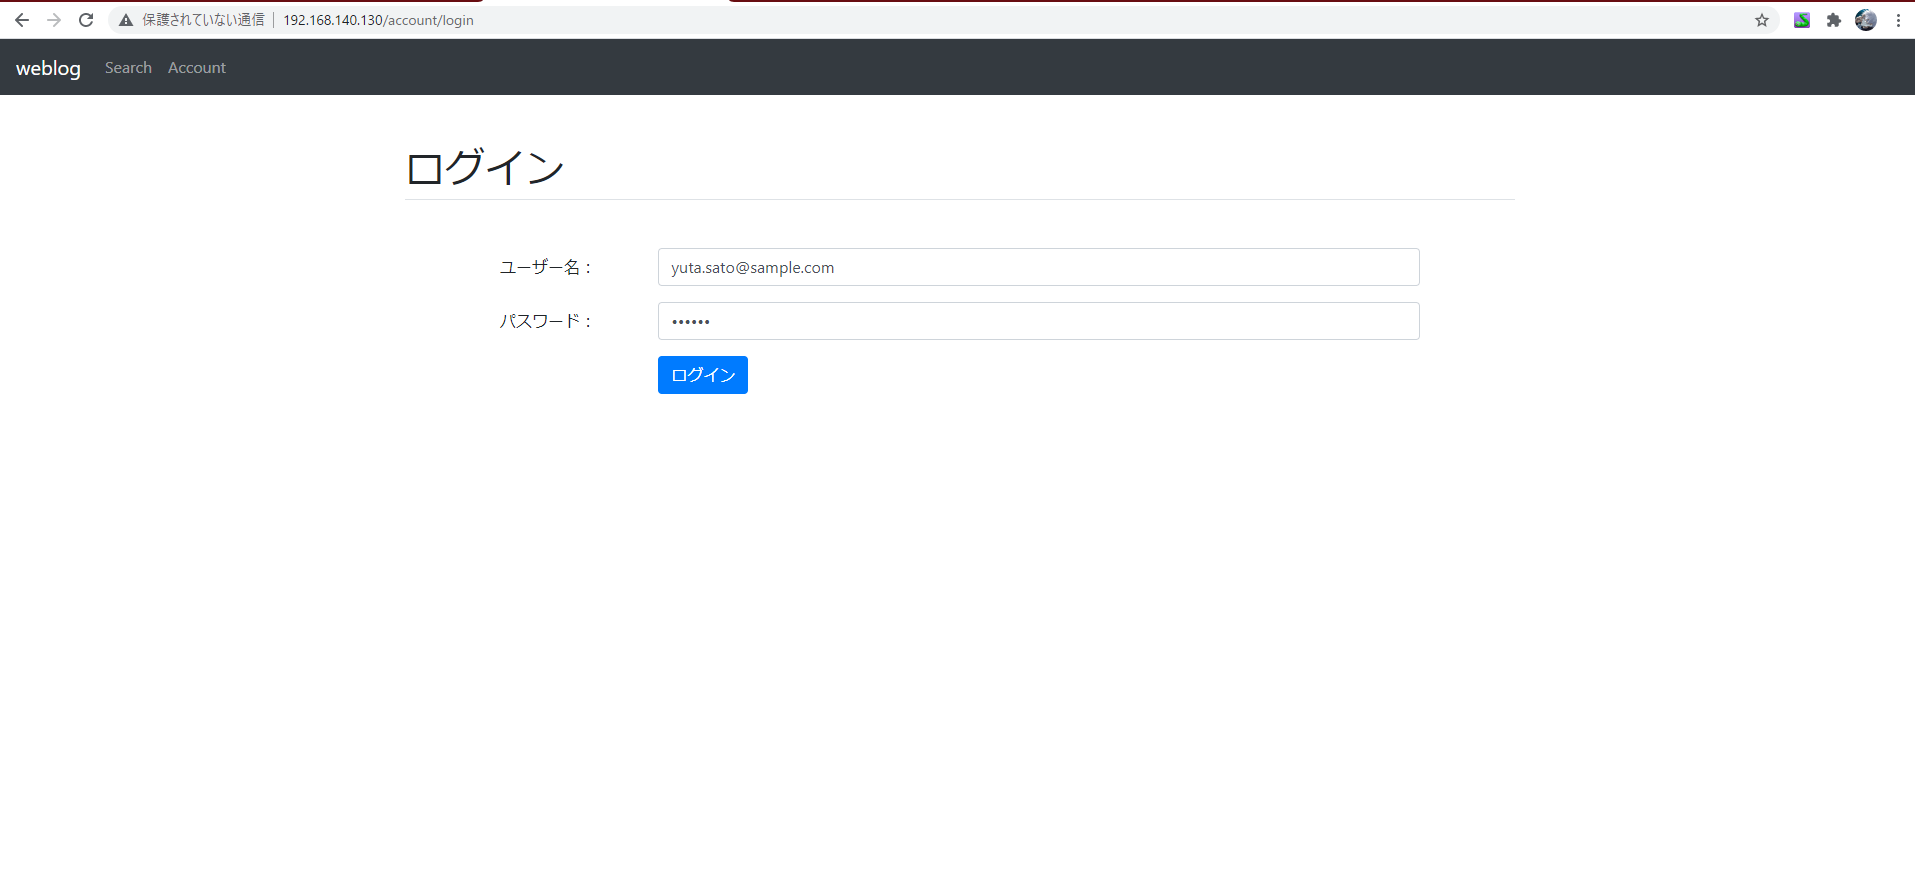 保護されていない通信 192.168.140.130/account/login
weblog Search Account
ログイン
ユーザー名： yuta.sato@sample.com
パスワード： ••••••
ログイン